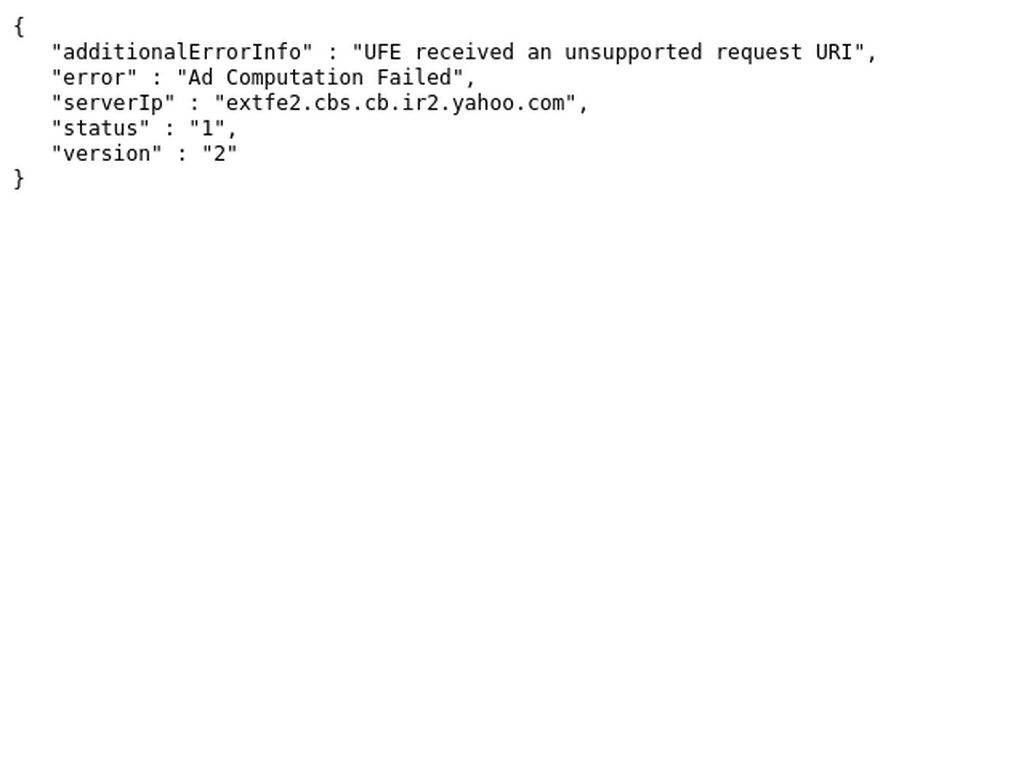 {
   "additionalErrorInfo" : "UFE received an unsupported request URI",
   "error" : "Ad Computation Failed",
   "serverIp" : "extfe2.cbs.cb.ir2.yahoo.com",
   "status" : "1",
   "version" : "2"
}